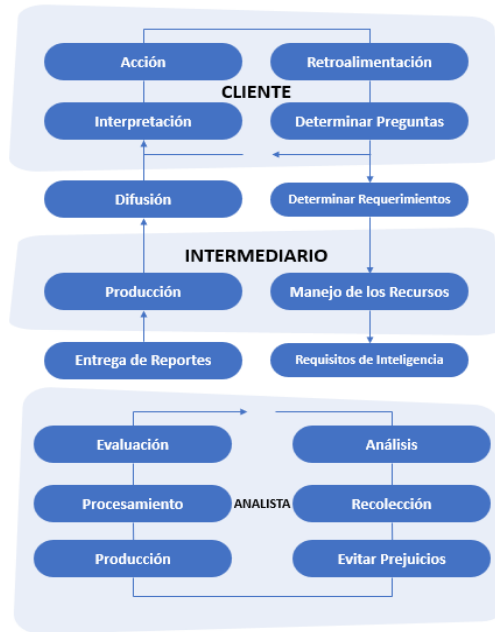 Acción
Retroalimentación
CLIENTE
Interpretación
Determinar Preguntas
Difusión
Determinar Requerimientos
INTERMEDIARIO
Producción
Manejo de los Recursos
Entrega de Reportes
Requisitos de Inteligencia
Evaluación
Análisis
Procesamiento
ANALISTA
Recolección
Producción
Evitar Prejuicios